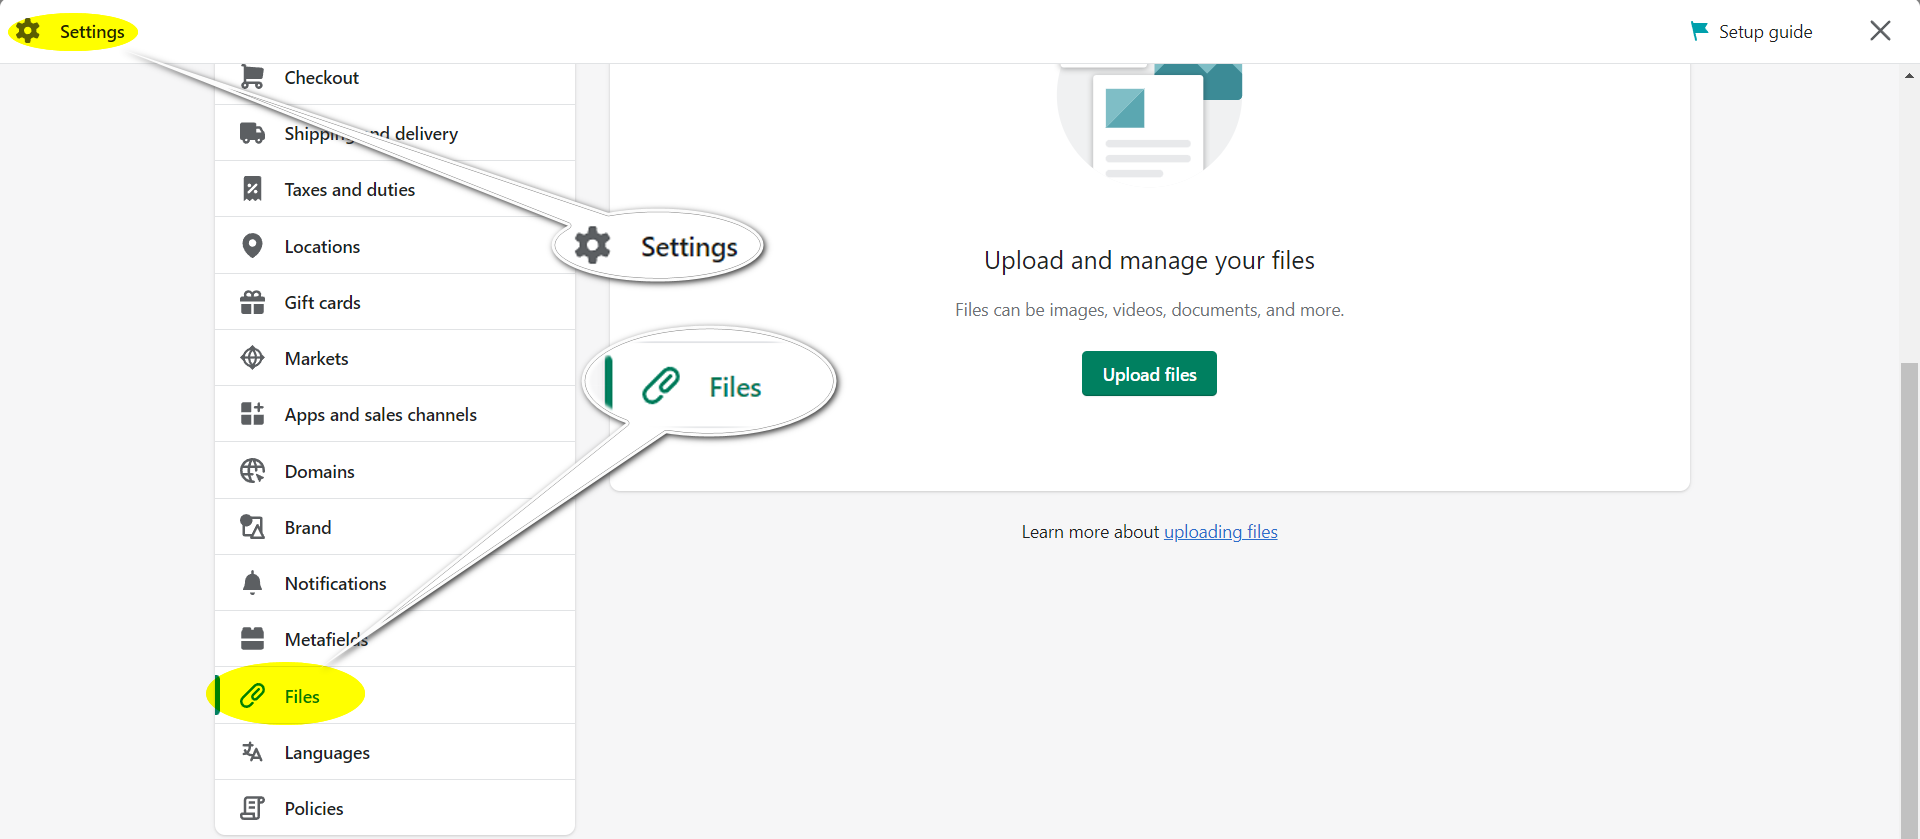 Settings
Setup guide
Checkout
Shipping and delivery
Taxes and duties
Locations
Gift cards
Markets
Apps and sales channels
Domains
Brand
Notifications
Metafields
Files
Languages
Policies
Settings
Files
Upload and manage your files
Files can be images, videos, documents, and more.
Upload files
Learn more about uploading files